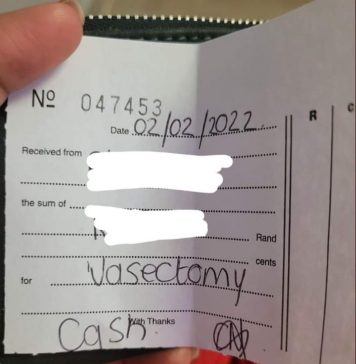 Nº 047453
Date 02/02/2022
R C
Received from
the sum of
Rand
cents
for Vasectomy
With Thanks
Cash